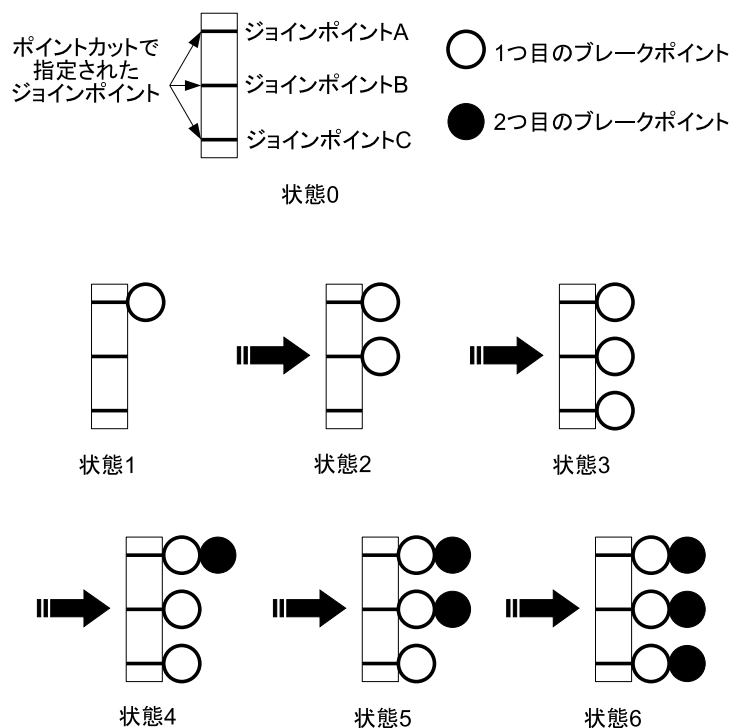 ポイントカットで
指定された
ジョインポイント
ジョインポイントA
ジョインポイントB
ジョインポイントC
1つ目のブレークポイント
2つ目のブレークポイント
状態0
状態1
状態2
状態3
状態4
状態5
状態6